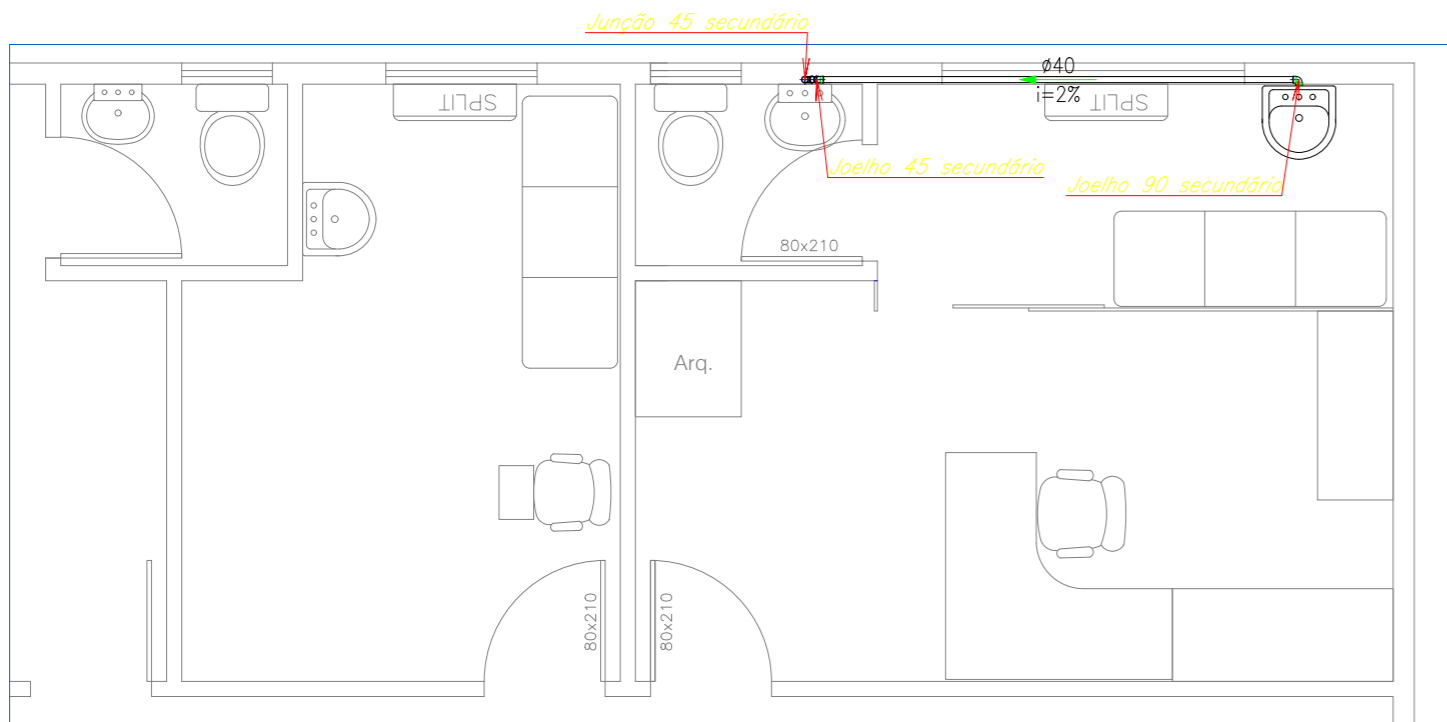 Junção 45 secundário
ø40
i=2%
SPLIT
SPLIT
Joelho 45 secundário
Joelho 90 secundário
80x210
Arq.
80x210
80x210